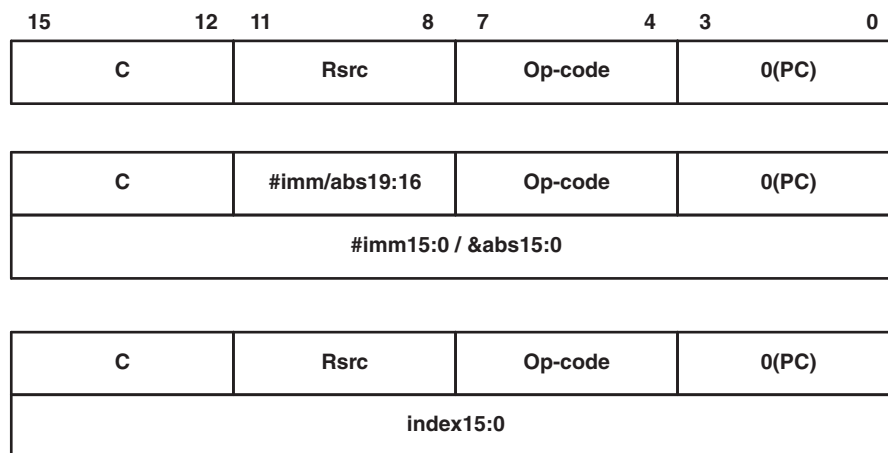 15 12 11 8 7 4 3 0
C Rsrc Op-code 0(PC)
C #imm/abs19:16 Op-code 0(PC)
#imm15:0 / &abs15:0
C Rsrc Op-code 0(PC)
index15:0